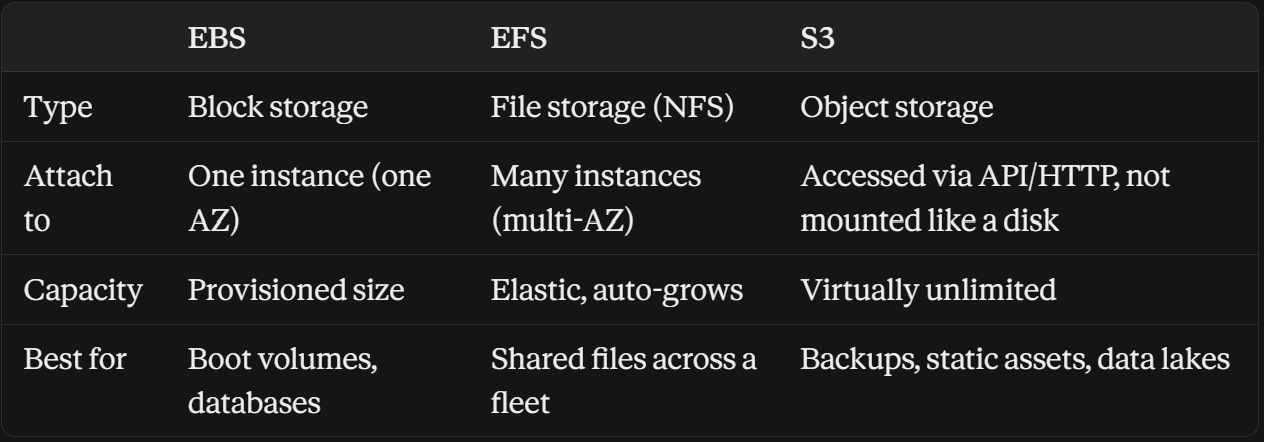 EBS EFS S3
Type Block storage File storage (NFS) Object storage
Attach One instance (one Many instances Accessed via API/HTTP, not
to AZ) (multi-AZ) mounted like a disk
Capacity Provisioned size Elastic, auto-grows Virtually unlimited
Best for Boot volumes, Shared files across a Backups, static assets, data lakes
databases fleet